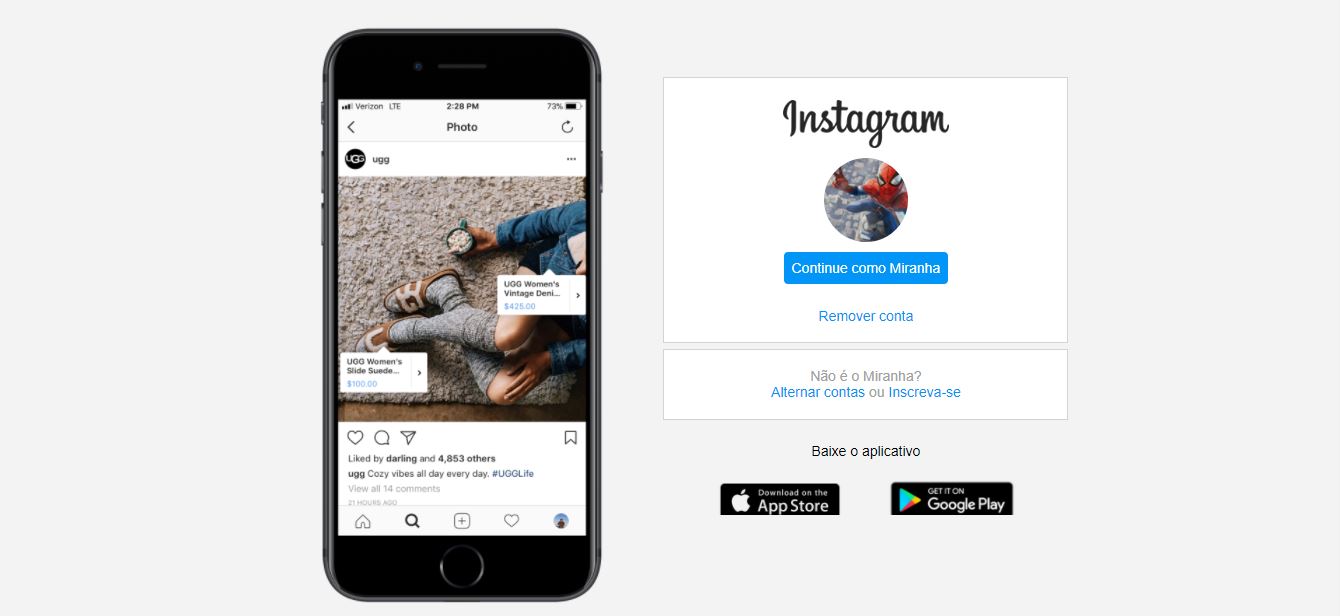 Verizon LTE 2:28 PM 73%
Photo
UGG ugg
UGG Women's
Vintage Deni...
$425.00
UGG Women's
Slide Suede...
$100.00
Liked by darling and 4,853 others
ugg Cozy vibes all day every day. #UGGLife
View all 14 comments
21 HOURS AGO
Instagram
Continue como Miranha
Remover conta
Não é o Miranha?
Alternar contas ou Inscreva-se
Baixe o aplicativo
Download on the
App Store
GET IT ON
Google Play